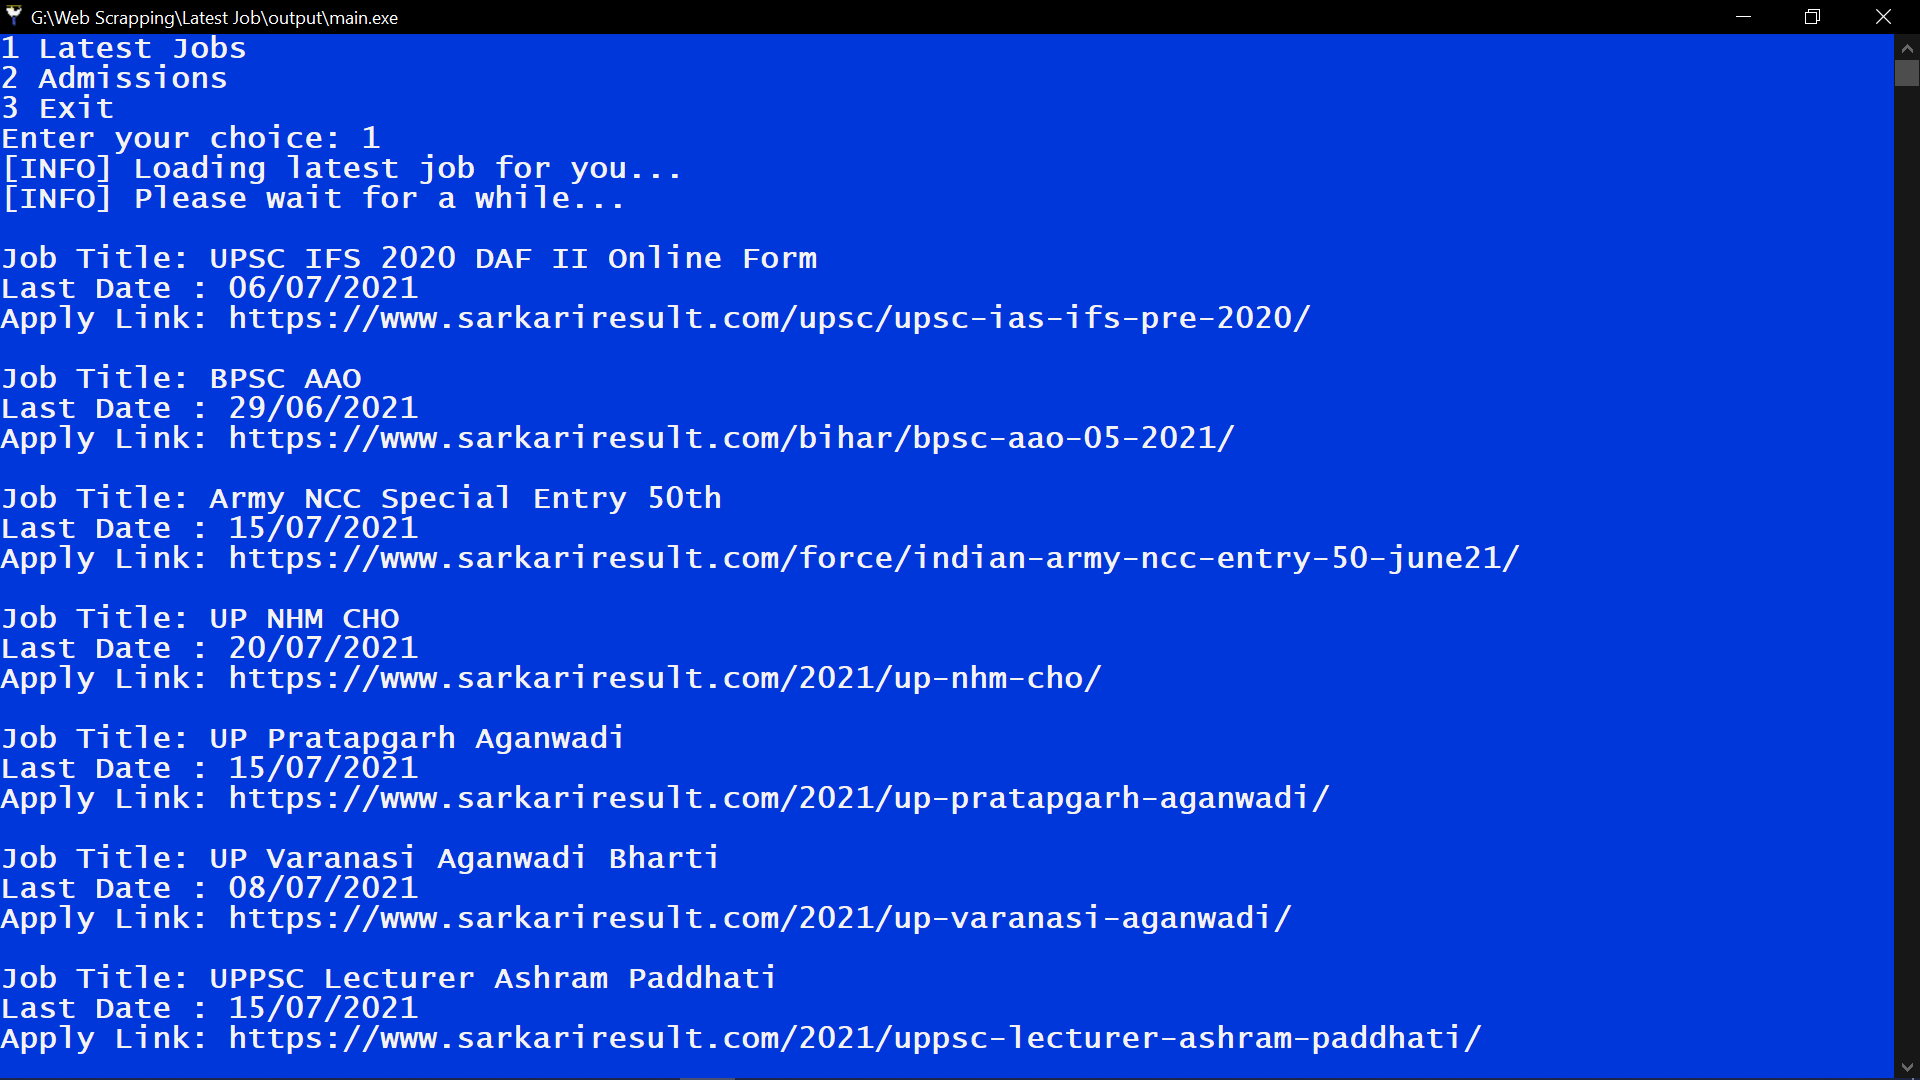 G:\Web Scrapping\Latest Job\output\main.exe
1 Latest Jobs
2 Admissions
3 Exit
Enter your choice: 1
[INFO] Loading latest job for you...
[INFO] Please wait for a while...
Job Title: UPSC IFS 2020 DAF II Online Form
Last Date : 06/07/2021
Apply Link: https://www.sarkariresult.com/upsc/upsc-ias-ifs-pre-2020/
Job Title: BPSC AAO
Last Date : 29/06/2021
Apply Link: https://www.sarkariresult.com/bihar/bpsc-aao-05-2021/
Job Title: Army NCC Special Entry 50th
Last Date : 15/07/2021
Apply Link: https://www.sarkariresult.com/force/indian-army-ncc-entry-50-june21/
Job Title: UP NHM CHO
Last Date : 20/07/2021
Apply Link: https://www.sarkariresult.com/2021/up-nhm-cho/
Job Title: UP Pratapgarh Aganwadi
Last Date : 15/07/2021
Apply Link: https://www.sarkariresult.com/2021/up-pratapgarh-aganwadi/
Job Title: UP Varanasi Aganwadi Bharti
Last Date : 08/07/2021
Apply Link: https://www.sarkariresult.com/2021/up-varanasi-aganwadi/
Job Title: UPPSC Lecturer Ashram Paddhati
Last Date : 15/07/2021
Apply Link: https://www.sarkariresult.com/2021/uppsc-lecturer-ashram-paddhati/